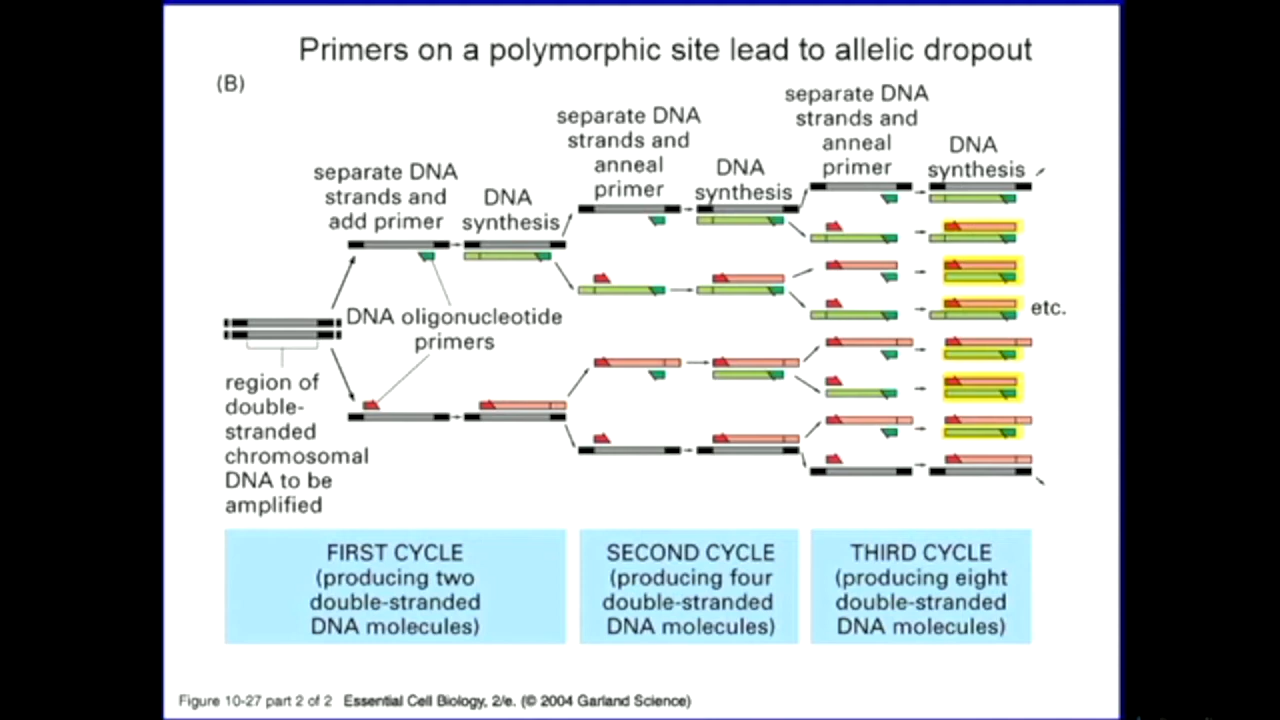 Primers on a polymorphic site lead to allelic dropout
(B)
separate DNA
strands and
add primer
DNA
synthesis
separate DNA
strands and
anneal
primer
DNA
synthesis
separate DNA
strands and
anneal
primer
DNA
synthesis
DNA oligonucleotide
primers
etc.
region of
double-
stranded
chromosomal
DNA to be
amplified
FIRST CYCLE
(producing two
double-stranded
DNA molecules)
SECOND CYCLE
(producing four
double-stranded
DNA molecules)
THIRD CYCLE
(producing eight
double-stranded
DNA molecules)
Figure 10-27 part 2 of 2 Essential Cell Biology, 2/e. (© 2004 Garland Science)